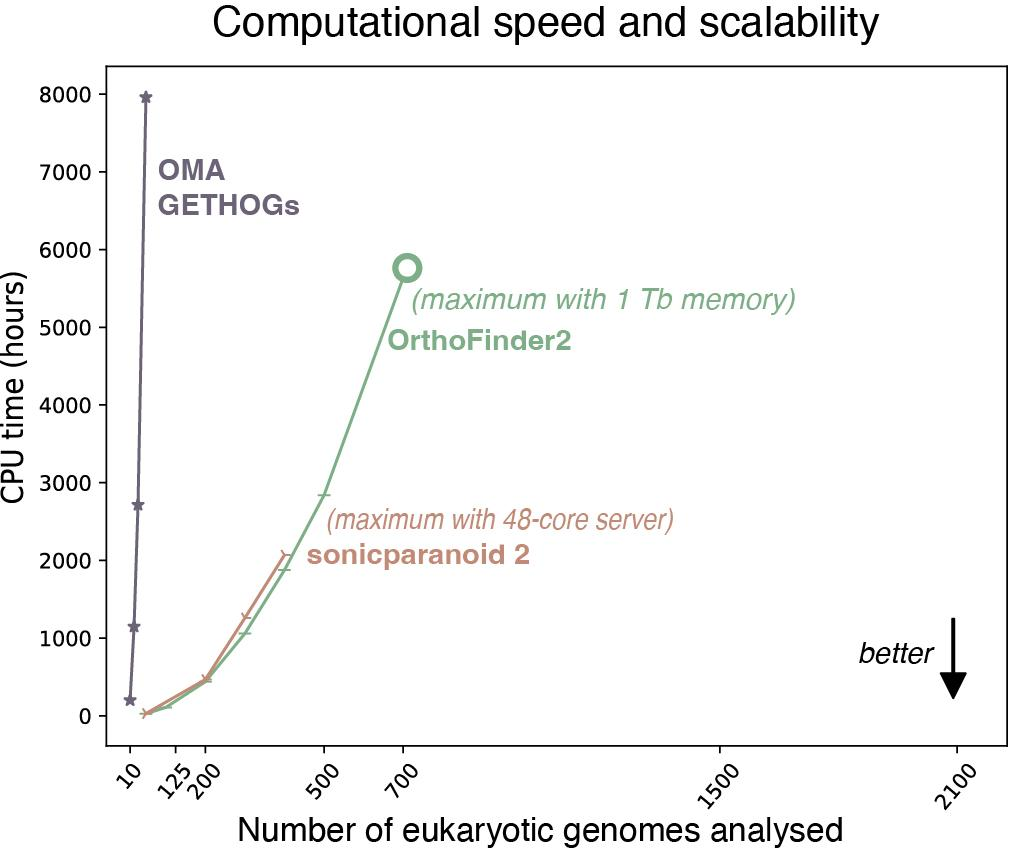 Computational speed and scalability
8000
7000
6000
5000
4000
3000
2000
1000
0
CPU time (hours)
OMA
GETHOGs
(maximum with 1 Tb memory)
OrthoFinder2
(maximum with 48-core server)
sonicparanoid 2
better
10
125
200
500
700
1500
2100
Number of eukaryotic genomes analysed